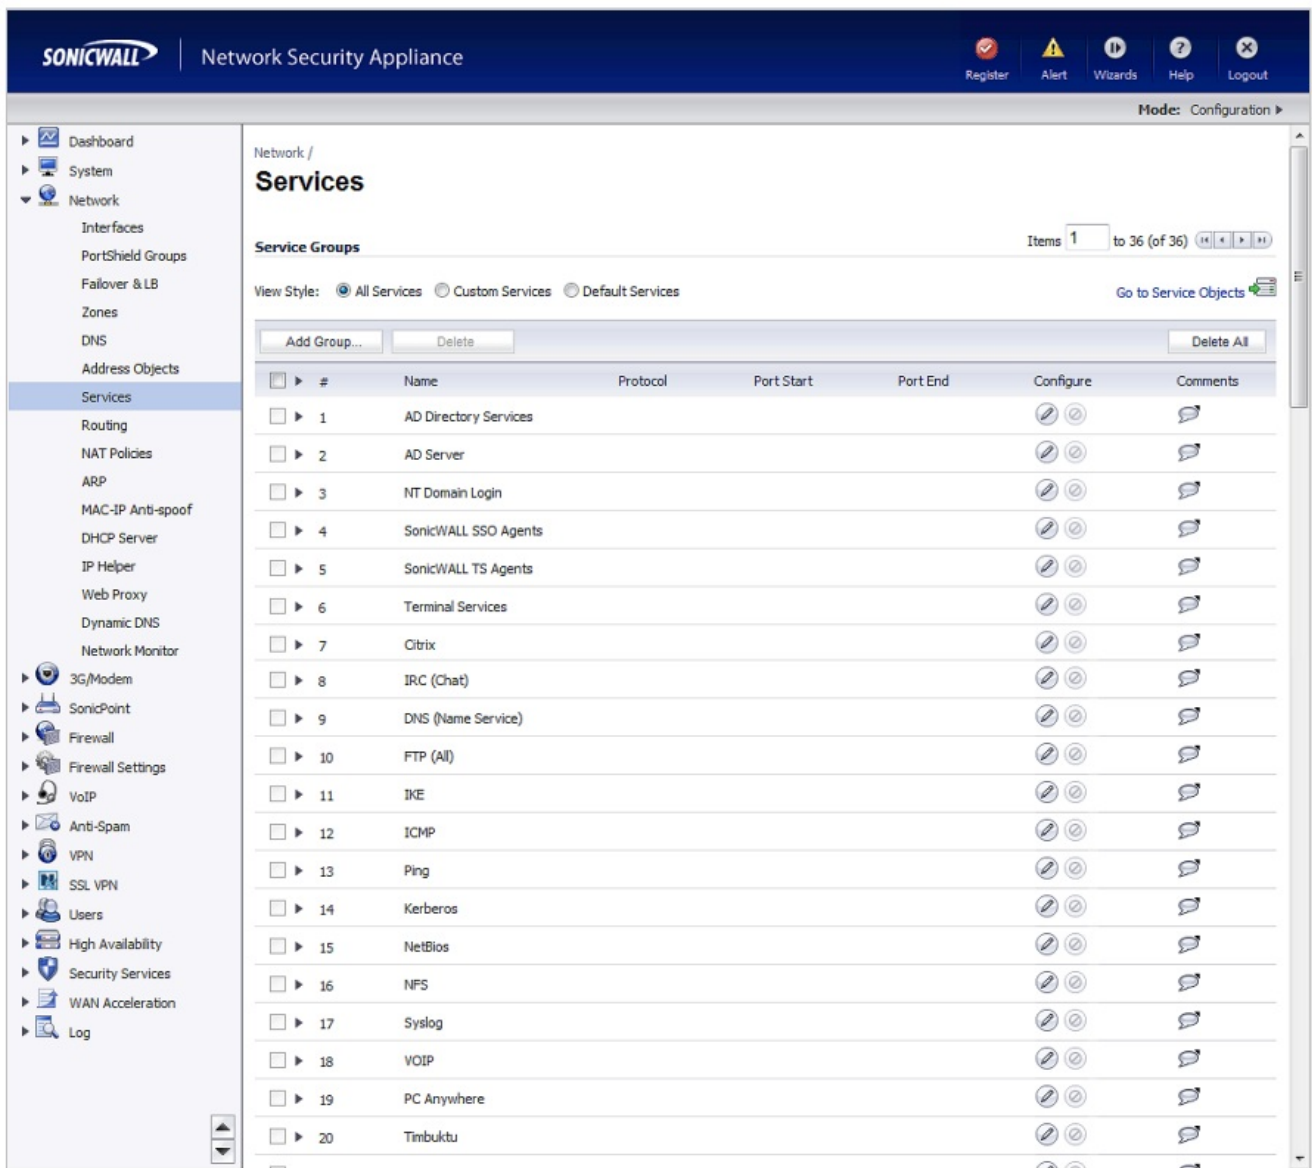 SONICWALL Network Security Appliance
Register Alert Wizards Help Logout
Mode: Configuration
Dashboard
System
Network
Interfaces
PortShield Groups
Failover & LB
Zones
DNS
Address Objects
Services
Routing
NAT Policies
ARP
MAC-IP Anti-spoof
DHCP Server
IP Helper
Web Proxy
Dynamic DNS
Network Monitor
3G/Modem
SonicPoint
Firewall
Firewall Settings
VoIP
Anti-Spam
VPN
SSL VPN
Users
High Availability
Security Services
WAN Acceleration
Log
Network /
Services
Service Groups Items 1 to 36 (of 36)
View Style: All Services Custom Services Default Services Go to Service Objects
Add Group... Delete Delete All
# Name Protocol Port Start Port End Configure Comments
1 AD Directory Services
2 AD Server
3 NT Domain Login
4 SonicWALL SSO Agents
5 SonicWALL TS Agents
6 Terminal Services
7 Citrix
8 IRC (Chat)
9 DNS (Name Service)
10 FTP (All)
11 IKE
12 ICMP
13 Ping
14 Kerberos
15 NetBios
16 NFS
17 Syslog
18 VOIP
19 PC Anywhere
20 Timbuktu